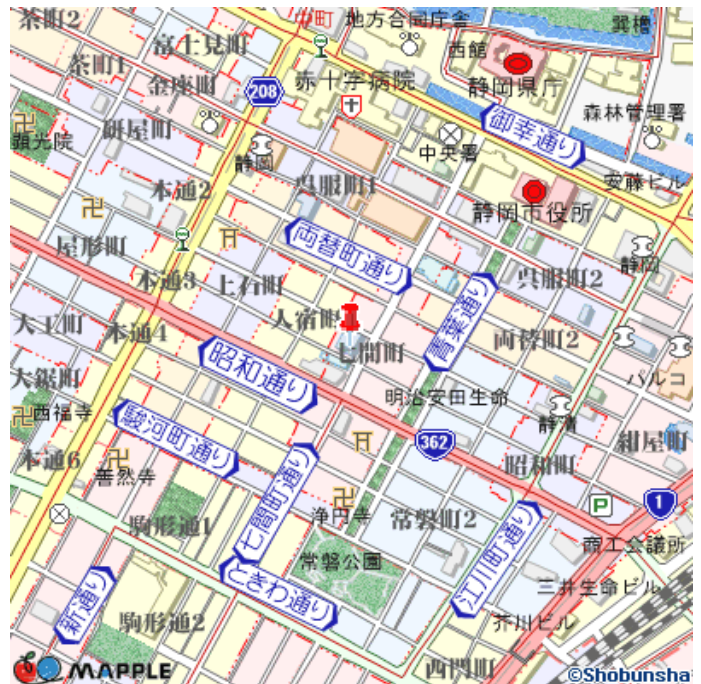 茶町2
富士見町
中町
地方合同庁舎
巽櫓
西館
静岡県庁
茶町1
金座町
208
赤十字病院
森林管理署
御幸通り
研屋町
顕光院
静岡
中央署
安藤ビル
本通2
呉服町1
静岡市役所
屋形町
両替町通り
静岡
本通3
上石町
呉服町2
青葉通り
大工町
人宿町
本通4
七間町
両替町2
昭和通り
大鋸町
パルコ
明治安田生命
西福寺
駿河町通り
静清
紺屋町
362
本通6
善然寺
昭和町
七間町通り
P
1
浄円寺
常磐町2
駒形通1
商工会議所
常磐公園
江川町通り
ときわ通り
三井生命ビル
新通り
駒形通2
芥川ビル
西門町
MAPPLE
©Shobunsha